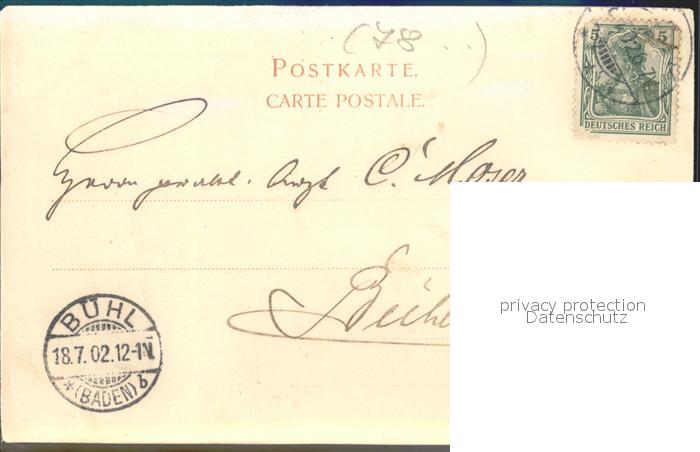 (78 . . )
POSTKARTE.
CARTE POSTALE.
5 5
DEUTSCHES REICH
Herrn prakt. Arzt C. Moser
Bühl
BÜHL
18.7.02.12-1N.
*(BADEN) b
privacy protection
Datenschutz